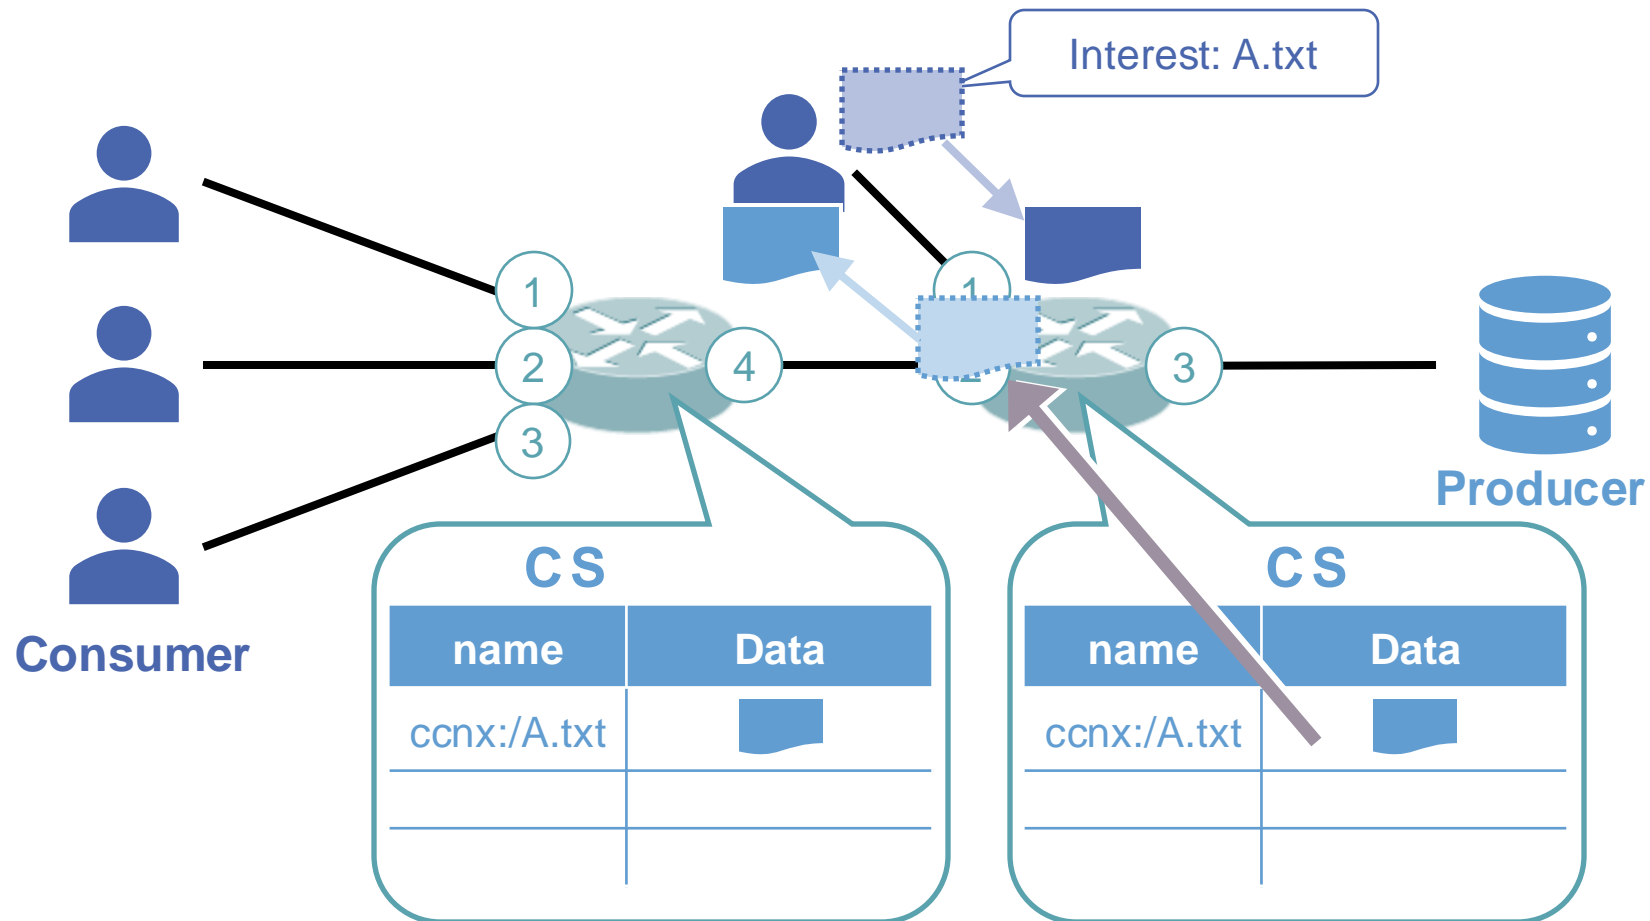 Interest: A.txt
1
2
3
4
1
2
3
Producer
Consumer
CS
name Data
ccnx:/A.txt
CS
name Data
ccnx:/A.txt